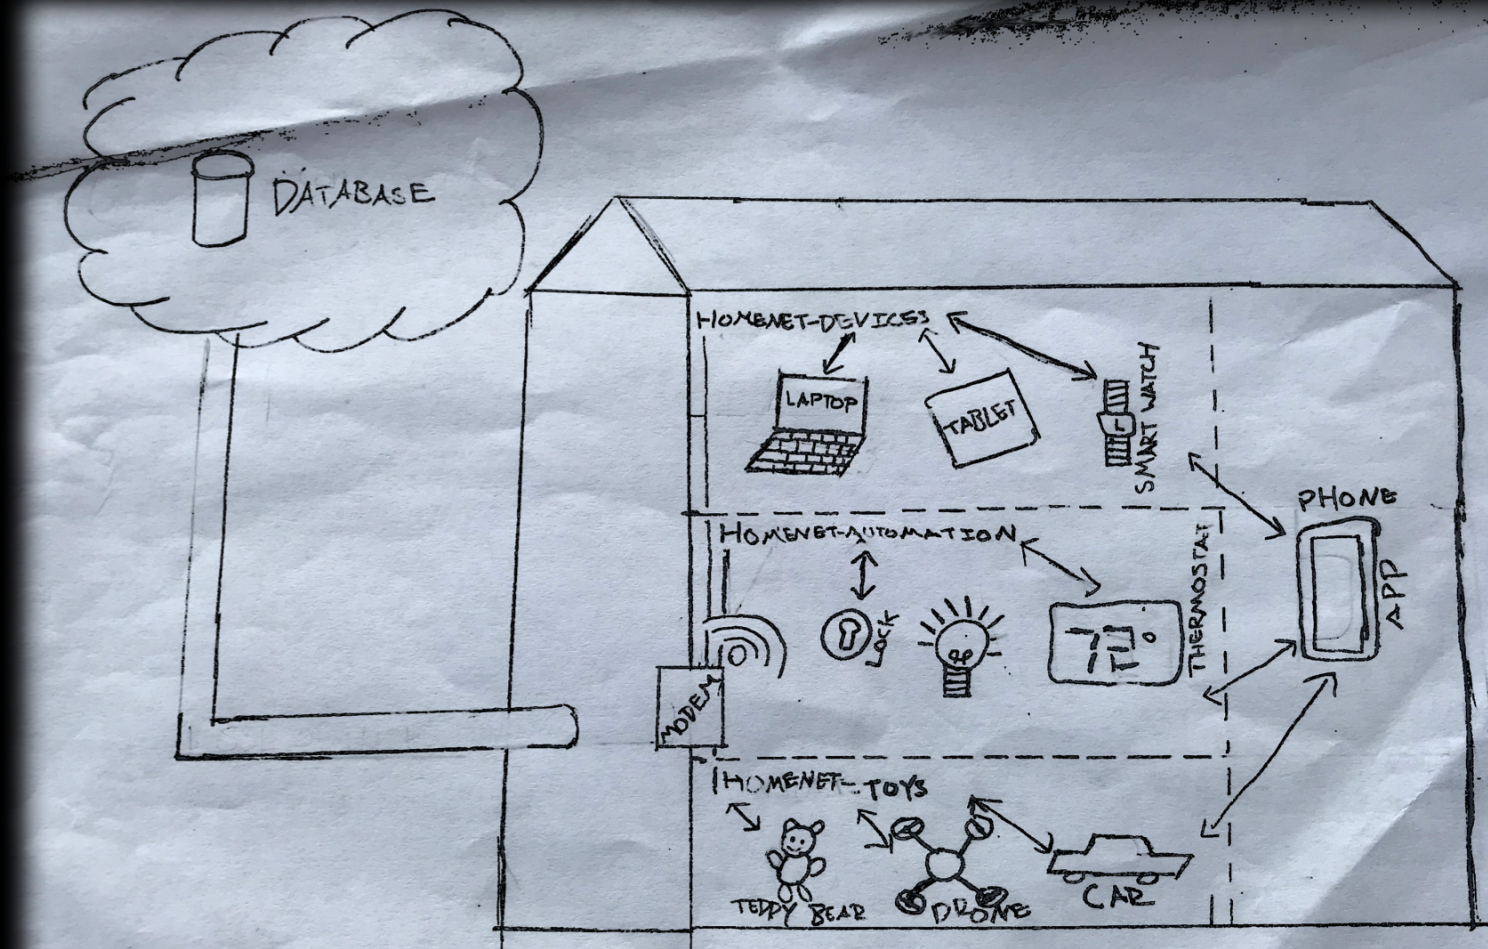 DATABASE
HOMENET-DEVICES
LAPTOP
TABLET
SMART WATCH
PHONE
APP
HOMENET-AUTOMATION
LOCK
THERMOSTAT
MODEM
HOMENET-TOYS
TEDDY BEAR
DRONE
CAR